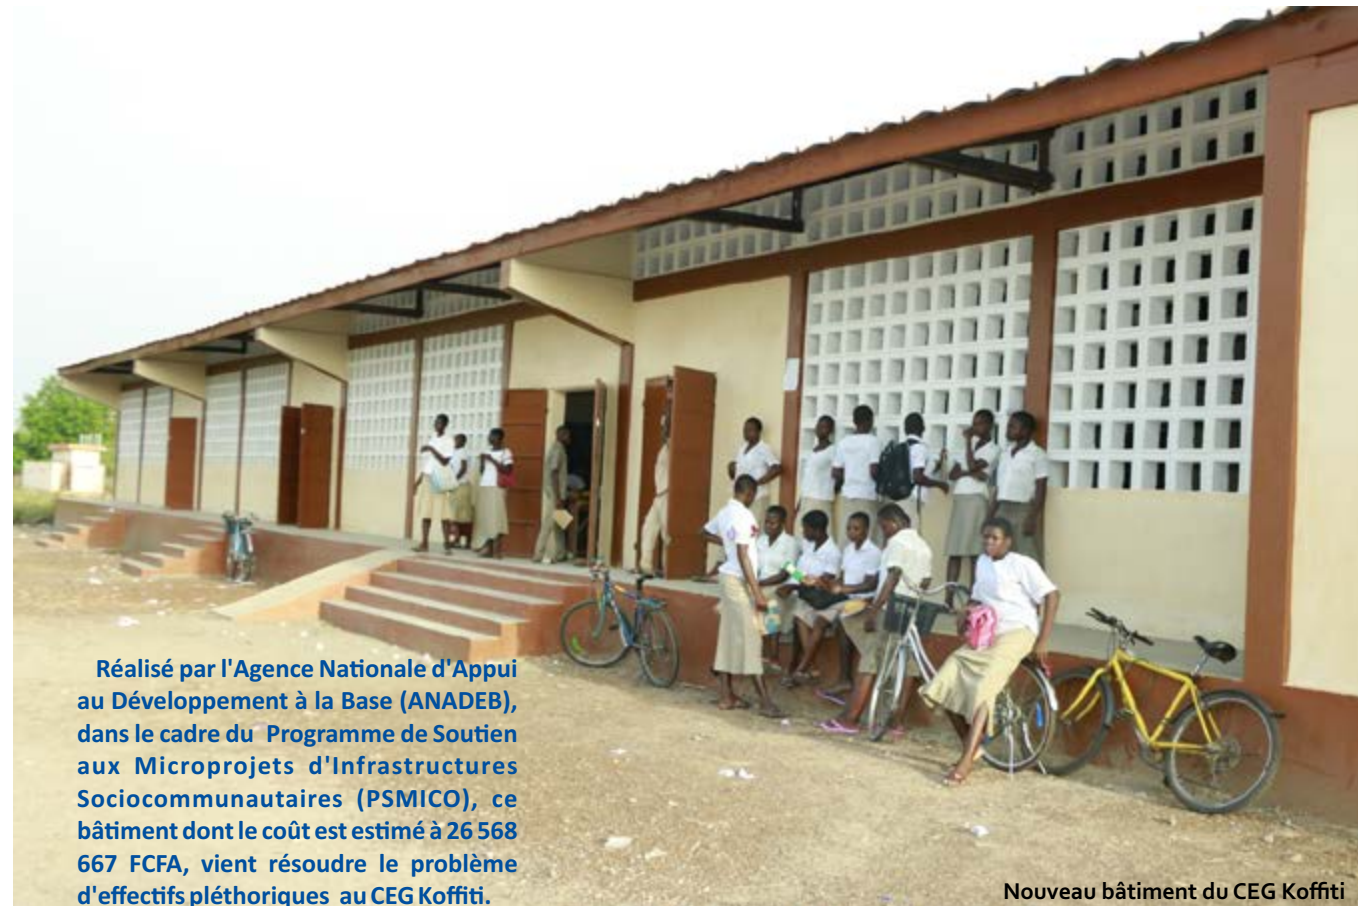 Réalisé par l'Agence Nationale d'Appui
au Développement à la Base (ANADEB),
dans le cadre du Programme de Soutien
aux Microprojets d'Infrastructures
Sociocommunautaires (PSMICO), ce
bâtiment dont le coût est estimé à 26 568
667 FCFA, vient résoudre le problème
d'effectifs pléthoriques au CEG Koffiti.
Nouveau bâtiment du CEG Koffiti